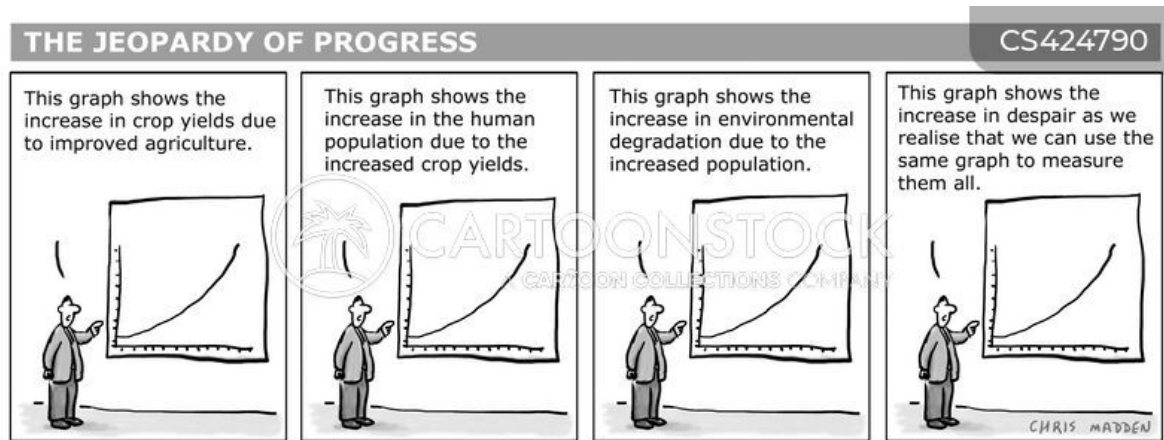 THE JEOPARDY OF PROGRESS
CS424790
This graph shows the
increase in crop yields due
to improved agriculture.
This graph shows the
increase in the human
population due to the
increased crop yields.
This graph shows the
increase in environmental
degradation due to the
increased population.
This graph shows the
increase in despair as we
realise that we can use the
same graph to measure
them all.
CARTOONSTOCK
A CARTOON COLLECTIONS COMPANY
CHRIS MADDEN